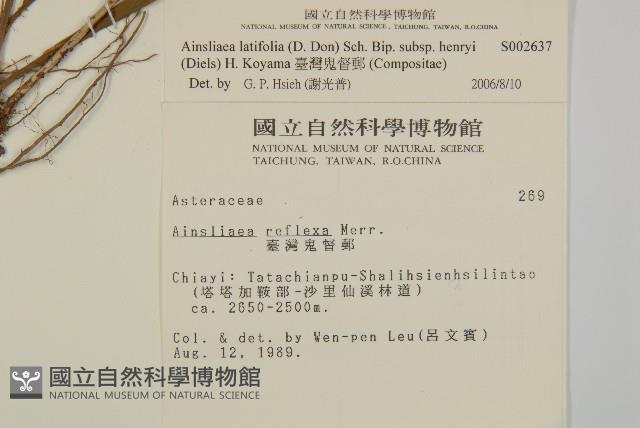 國立自然科學博物館
NATIONAL MUSEUM OF NATURAL SCIENCE, TAICHUNG, TAIWAN, R.O.CHINA
Ainsliaea latifolia (D. Don) Sch. Bip. subsp. henryi S002637
(Diels) H. Koyama 臺灣鬼督郵 (Compositae)
Det. by G. P. Hsieh (謝光普) 2006/8/10
國立自然科學博物館
NATIONAL MUSEUM OF NATURAL SCIENCE
TAICHUNG, TAIWAN, R.O.CHINA
Asteraceae 269
Ainsliaea reflexa Merr.
臺灣鬼督郵
Chiayi: Tatachianpu-Shalihsienhsilintao
(塔塔加鞍部-沙里仙溪林道)
ca. 2650-2500m.
Col. & det. by Wen-pen Leu(呂文賓)
Aug. 12, 1989.
國立自然科學博物館
NATIONAL MUSEUM OF NATURAL SCIENCE